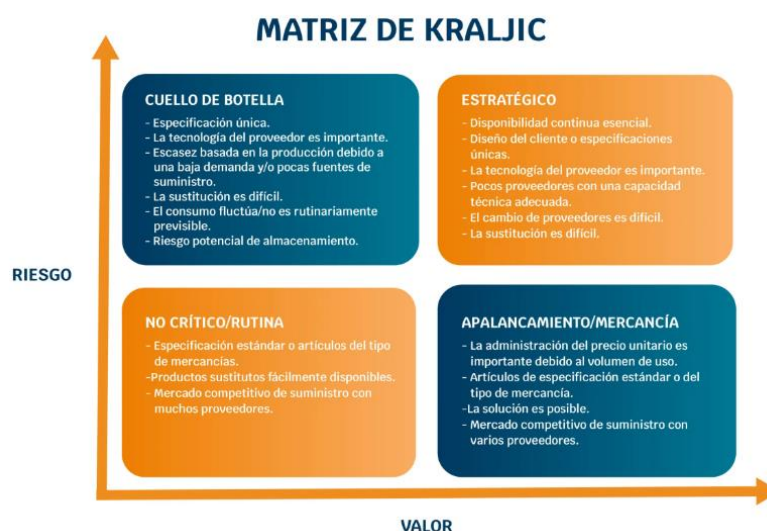 MATRIZ DE KRALJIC
CUELLO DE BOTELLA
- Especificación única.
- La tecnología del proveedor es importante.
- Escasez basada en la producción debido a
una baja demanda y/o pocas fuentes de
suministro.
- La sustitución es difícil.
- El consumo fluctúa/no es rutinariamente
previsible.
- Riesgo potencial de almacenamiento.
ESTRATÉGICO
- Disponibilidad continua esencial.
- Diseño del cliente o especificaciones
únicas.
- La tecnología del proveedor es importante.
- Pocos proveedores con una capacidad
técnica adecuada.
- El cambio de proveedores es difícil.
- La sustitución es difícil.
RIESGO
NO CRÍTICO/RUTINA
- Especificación estándar o artículos del tipo
de mercancías.
-Productos sustitutos fácilmente disponibles.
- Mercado competitivo de suministro con
muchos proveedores.
APALANCAMIENTO/MERCANCÍA
- La administración del precio unitario es
importante debido al volumen de uso.
- Artículos de especificación estándar o del
tipo de mercancía.
-La solución es posible.
- Mercado competitivo de suministro con
varios proveedores.
VALOR